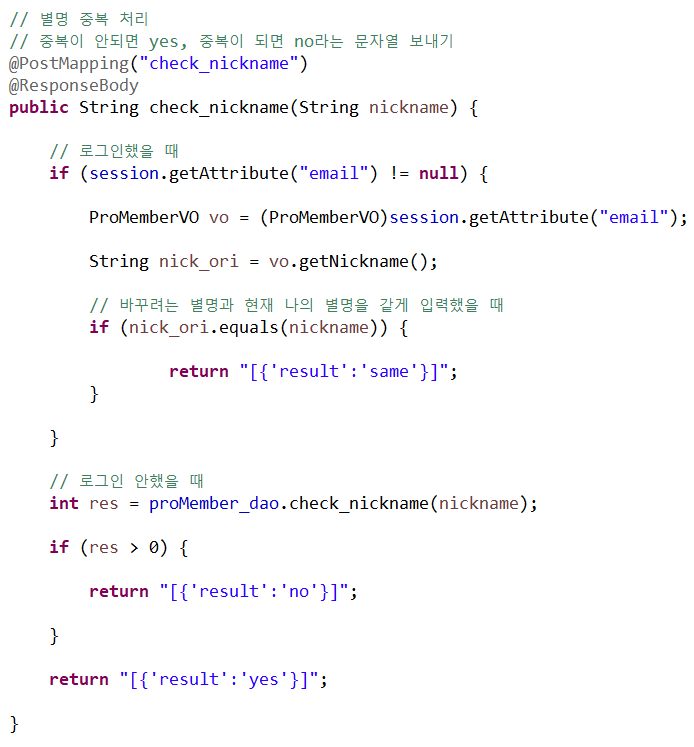 // 별명 중복 처리
// 중복이 안되면 yes, 중복이 되면 no라는 문자열 보내기
@PostMapping("check_nickname")
@ResponseBody
public String check_nickname(String nickname) {
// 로그인했을 때
if (session.getAttribute("email") != null) {
ProMemberVO vo = (ProMemberVO)session.getAttribute("email");
String nick_ori = vo.getNickname();
// 바꾸려는 별명과 현재 나의 별명을 같게 입력했을 때
if (nick_ori.equals(nickname)) {
return "[{'result':'same'}]";
}
}
// 로그인 안했을 때
int res = proMember_dao.check_nickname(nickname);
if (res > 0) {
return "[{'result':'no'}]";
}
return "[{'result':'yes'}]";
}